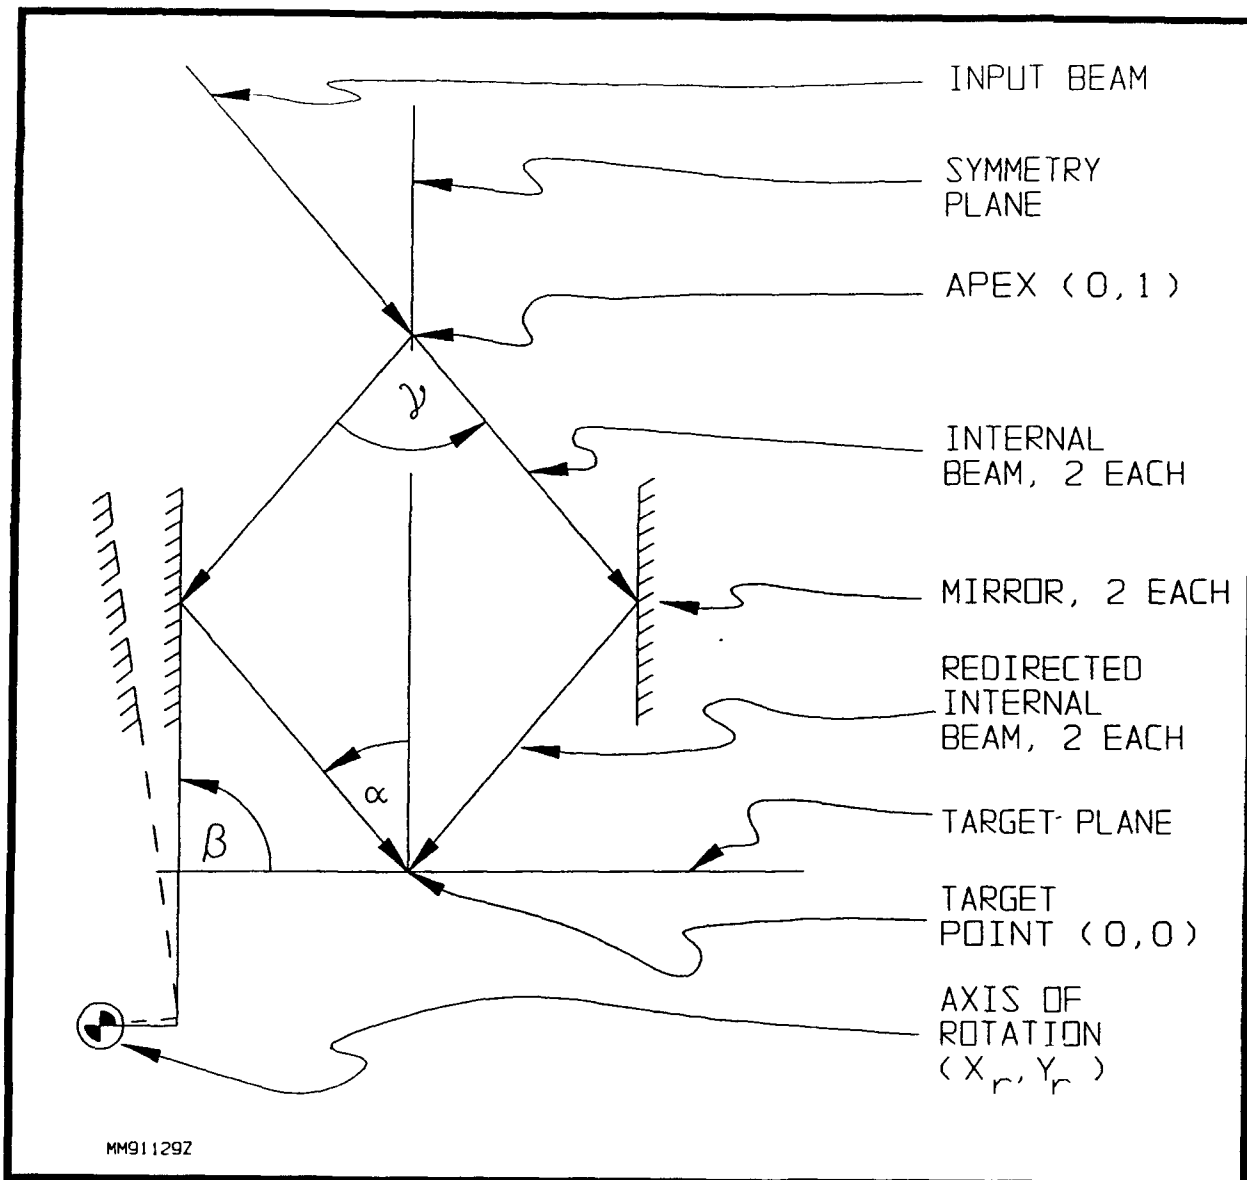 INPUT BEAM
SYMMETRY
PLANE
APEX (0,1)
γ
INTERNAL
BEAM, 2 EACH
MIRROR, 2 EACH
REDIRECTED
INTERNAL
BEAM, 2 EACH
α
TARGET PLANE
β
TARGET
POINT (0,0)
AXIS OF
ROTATION
(Xr,Yr)
MM91129Z